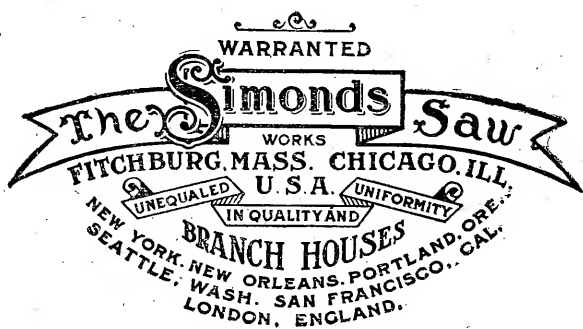 WARRANTED
The Simonds Saw
WORKS
FITCHBURG, MASS. CHICAGO, ILL,
U.S.A.
UNEQUALED IN QUALITY AND UNIFORMITY
BRANCH HOUSES
NEW YORK. NEW ORLEANS. PORTLAND, ORE.
SEATTLE, WASH. SAN FRANCISCO, CAL,
LONDON, ENGLAND.